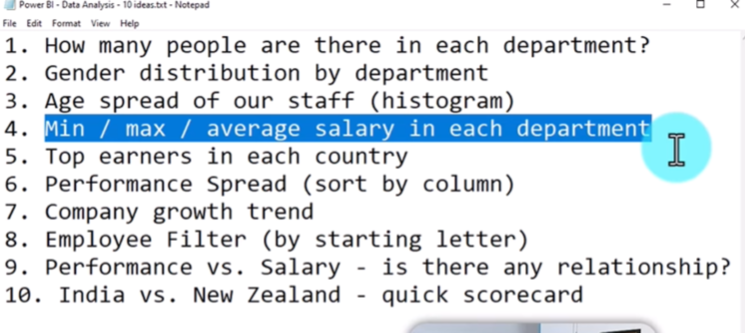 Power BI - Data Analysis - 10 ideas.txt - Notepad
File Edit Format View Help
1. How many people are there in each department?
2. Gender distribution by department
3. Age spread of our staff (histogram)
4. Min / max / average salary in each department
5. Top earners in each country
6. Performance Spread (sort by column)
7. Company growth trend
8. Employee Filter (by starting letter)
9. Performance vs. Salary - is there any relationship?
10. India vs. New Zealand - quick scorecard